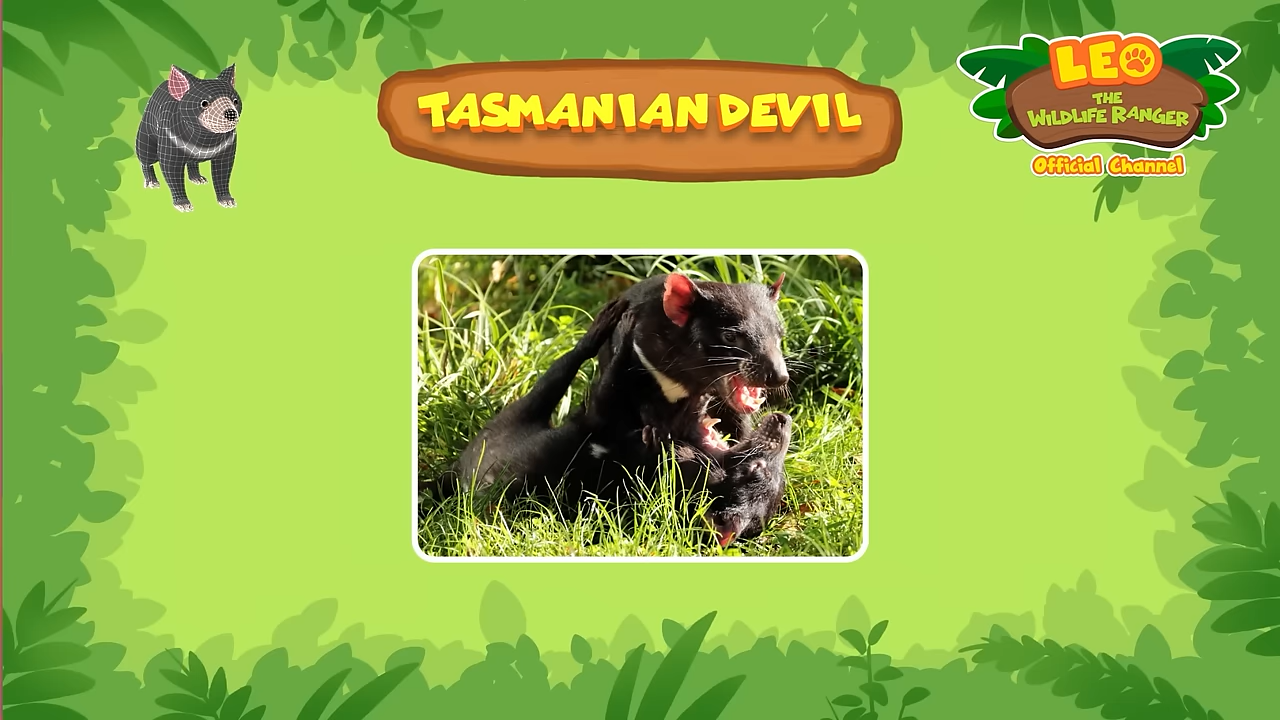 TASMANIAN DEVIL
LEO
THE
WILDLIFE RANGER
Official Channel